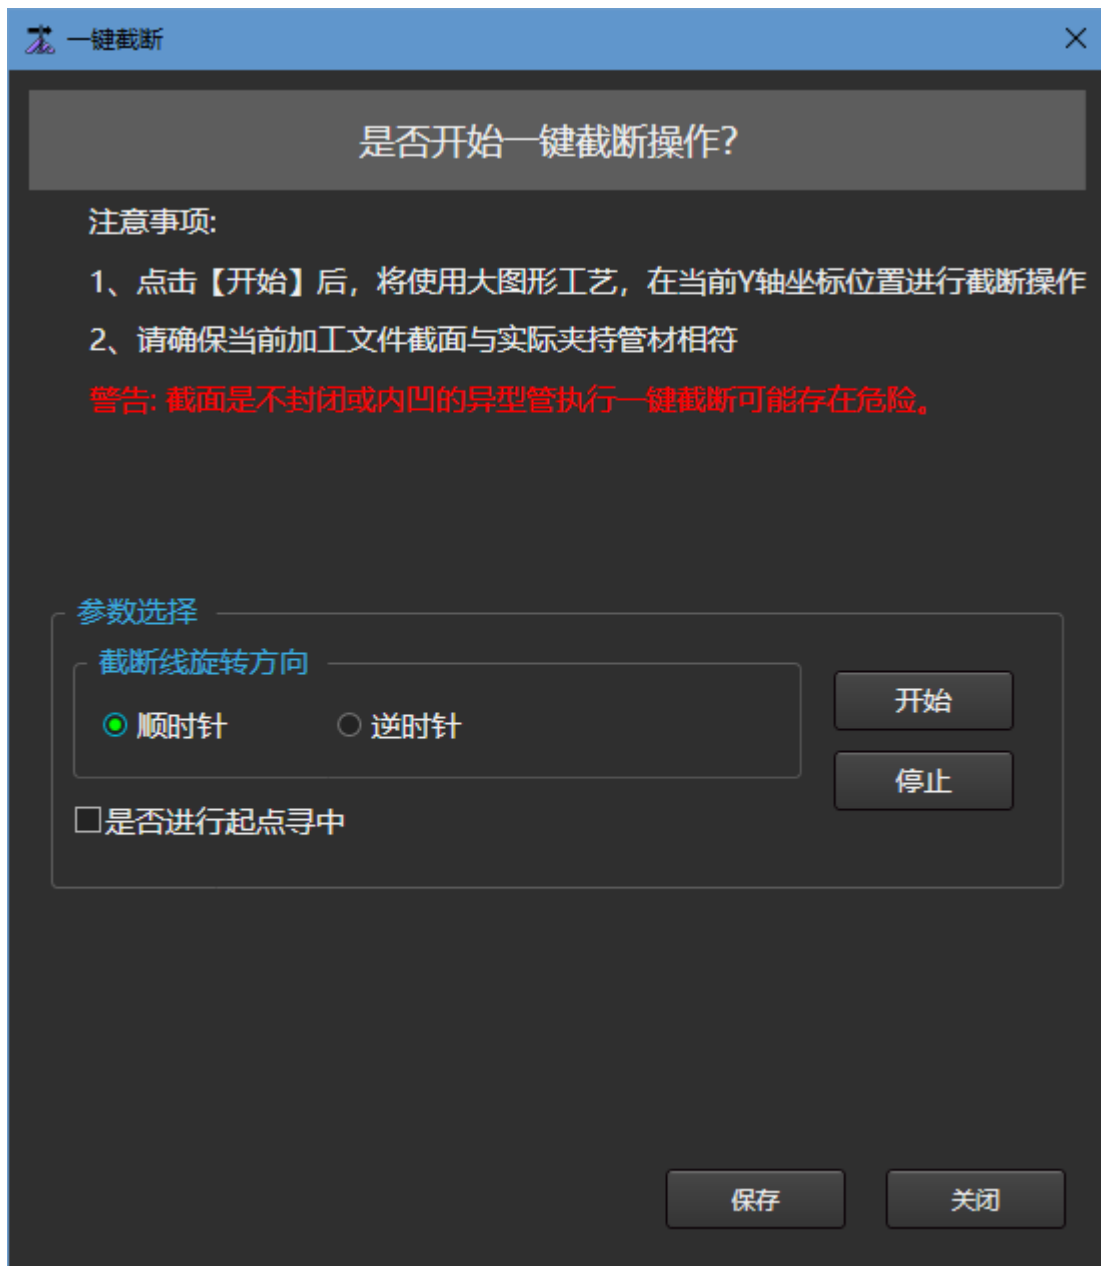 一键截断
是否开始一键截断操作?
注意事项:
1、点击【开始】后，将使用大图形工艺，在当前Y轴坐标位置进行截断操作
2、请确保当前加工文件截面与实际夹持管材相符
警告: 截面是不封闭或内凹的异型管执行一键截断可能存在危险。
参数选择
截断线旋转方向
顺时针 逆时针
开始
停止
是否进行起点寻中
保存 关闭